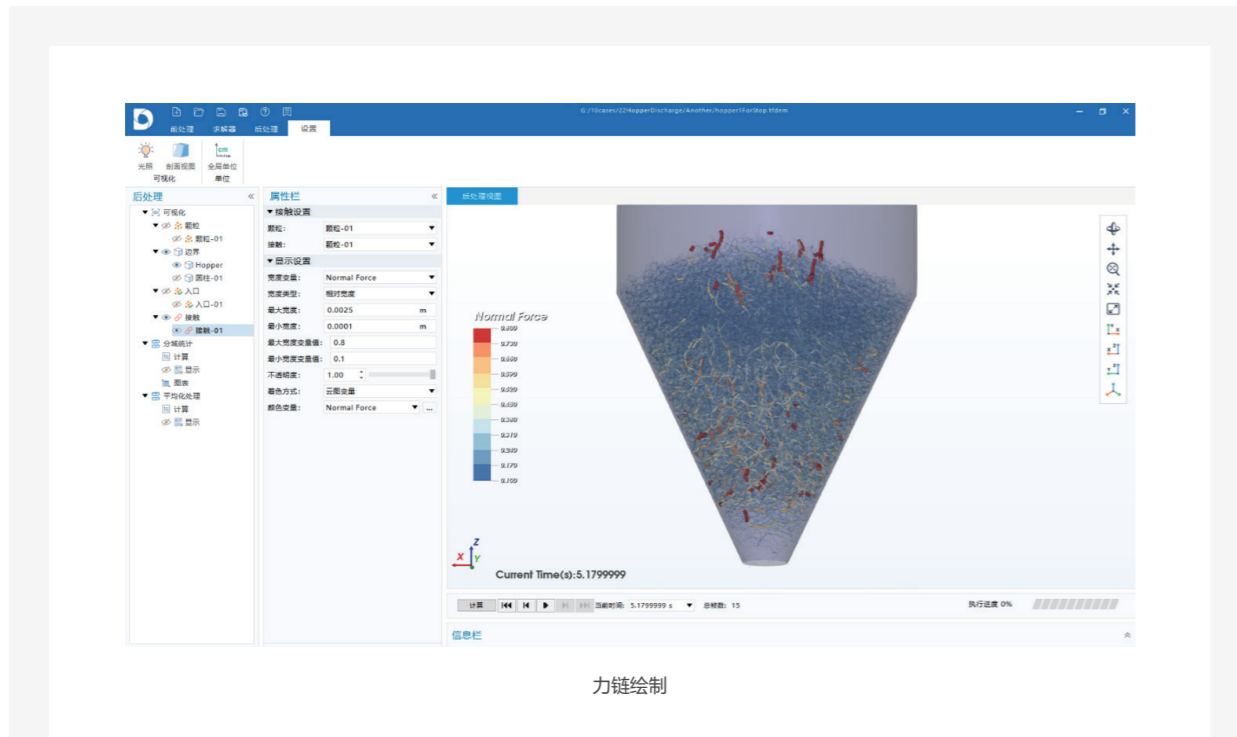 G:/10cases/22HopperDischarge/Another/hopper1ForStop.tfdem
前处理 求解器 后处理 设置
光照 剖面视图 全局单位
可视化 单位
后处理
可视化
颗粒
颗粒-01
边界
Hopper
圆柱-01
入口
入口-01
接触
接触-01
分域统计
计算
显示
图表
平均化处理
计算
显示
属性栏
接触设置
颗粒: 颗粒-01
接触: 颗粒-01
显示设置
宽度变量: Normal Force
宽度类型: 相对宽度
最大宽度: 0.0025 m
最小宽度: 0.0001 m
最大宽度变量值: 0.8
最小宽度变量值: 0.1
不透明度: 1.00
着色方式: 云图变量
颜色变量: Normal Force ...
后处理视图
Normal Force
Z
X Y
Current Time(s):5.1799999
计算 当前时间: 5.1799999 s 总帧数: 15 执行进度 0%
信息栏
力链绘制